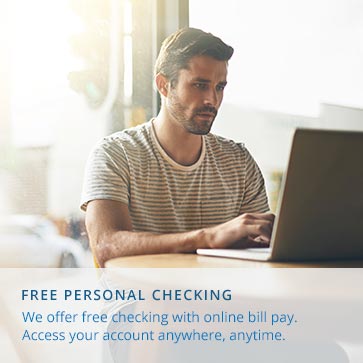 FREE PERSONAL CHECKING
We offer free checking with online bill pay.
Access your account anywhere, anytime.